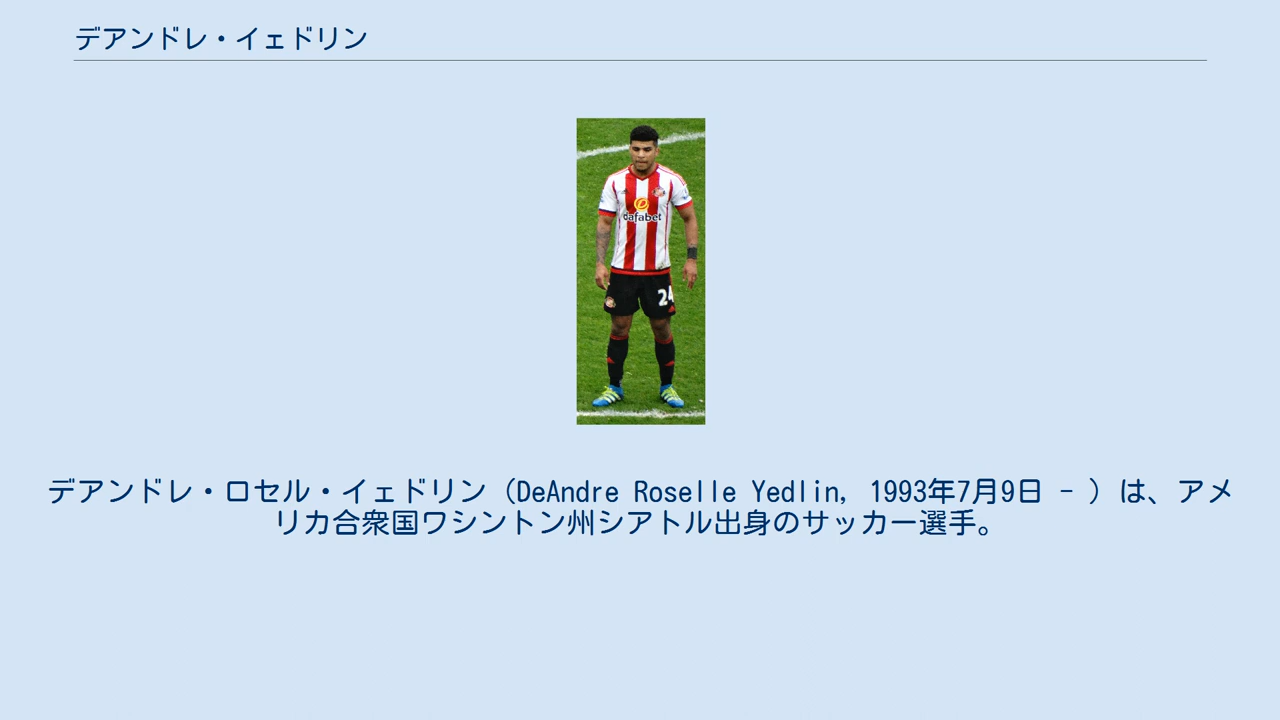 デアンドレ・イェドリン
dafabet
24
デアンドレ・ロセル・イェドリン（DeAndre Roselle Yedlin, 1993年7月9日 - ）は、アメ
リカ合衆国ワシントン州シアトル出身のサッカー選手。